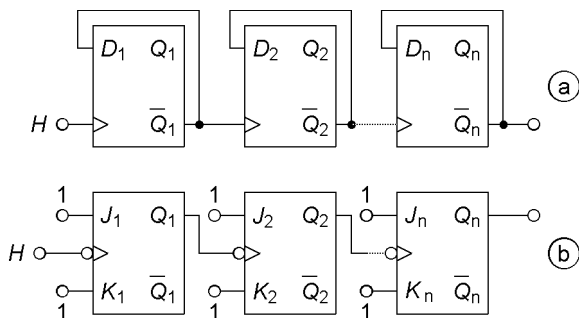 D₁ Q₁ D₂ Q₂ Dₙ Qₙ
a
H Q̅₁ Q̅₂ Q̅ₙ
1 1 1
J₁ Q₁ J₂ Q₂ Jₙ Qₙ
H b
K₁ Q̅₁ K₂ Q̅₂ Kₙ Q̅ₙ
1 1 1